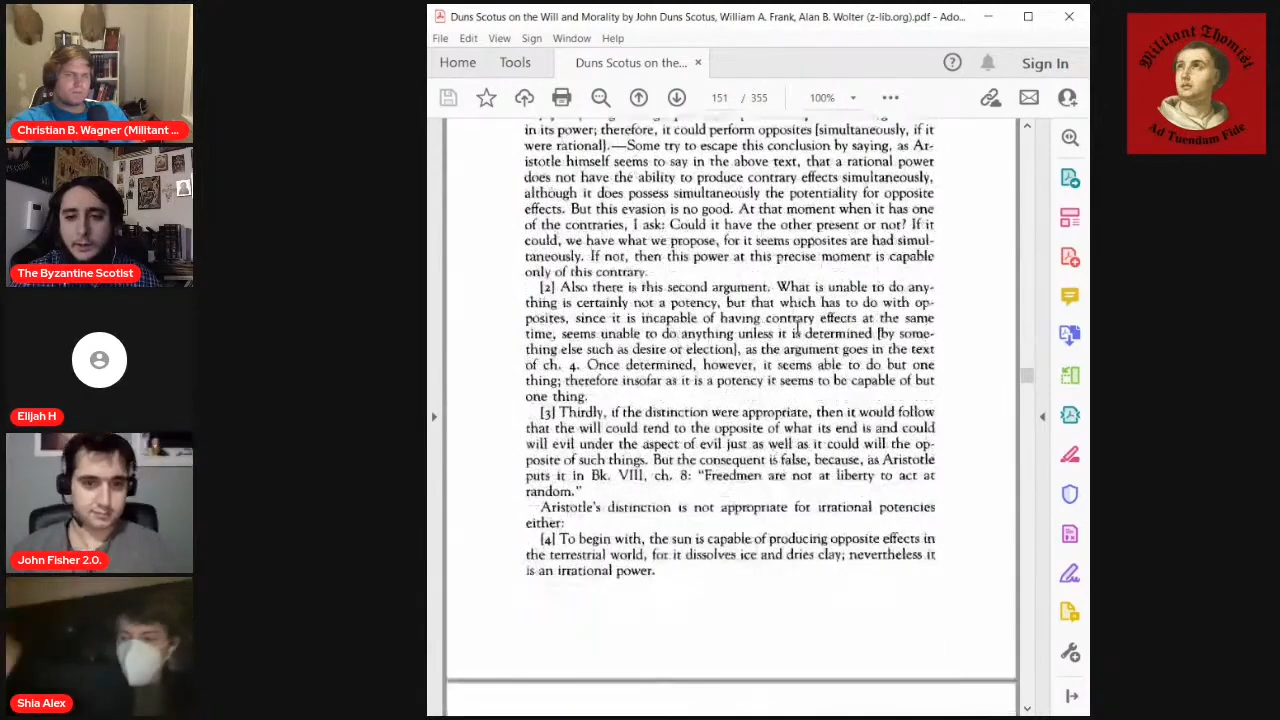 Christian B. Wagner (Militant ...
The Byzantine Scotist
Elijah H
John Fisher 2.0.
Shia Alex
Duns Scotus on the Will and Morality by John Duns Scotus, William A. Frank, Alan B. Wolter (z-lib.org).pdf - Ado...
File Edit View Sign Window Help
Home Tools Duns Scotus on the... × Sign In
151 / 355 100%
in its power; therefore, it could perform opposites [simultaneously, if it
were rational].—Some try to escape this conclusion by saying, as Ar-
istotle himself seems to say in the above text, that a rational power
does not have the ability to produce contrary effects simultaneously,
although it does possess simultaneously the potentiality for opposite
effects. But this evasion is no good. At that moment when it has one
of the contraries, I ask: Could it have the other present or not? If it
could, we have what we propose, for it seems opposites are had simul-
taneously. If not, then this power at this precise moment is capable
only of this contrary.
[2] Also there is this second argument. What is unable to do any-
thing is certainly not a potency, but that which has to do with op-
posites, since it is incapable of having contrary effects at the same
time, seems unable to do anything unless it is determined [by some-
thing else such as desire or election], as the argument goes in the text
of ch. 4. Once determined, however, it seems able to do but one
thing; therefore insofar as it is a potency it seems to be capable of but
one thing.
[3] Thirdly, if the distinction were appropriate, then it would follow
that the will could tend to the opposite of what its end is and could
will evil under the aspect of evil just as well as it could will the op-
posite of such things. But the consequent is false, because, as Aristotle
puts it in Bk. VIII, ch. 8: “Freedmen are not at liberty to act at
random.”
Aristotle's distinction is not appropriate for irrational potencies
either:
[4] To begin with, the sun is capable of producing opposite effects in
the terrestrial world, for it dissolves ice and dries clay; nevertheless it
is an irrational power.
Militant Thomist
Ad Tuendam Fide